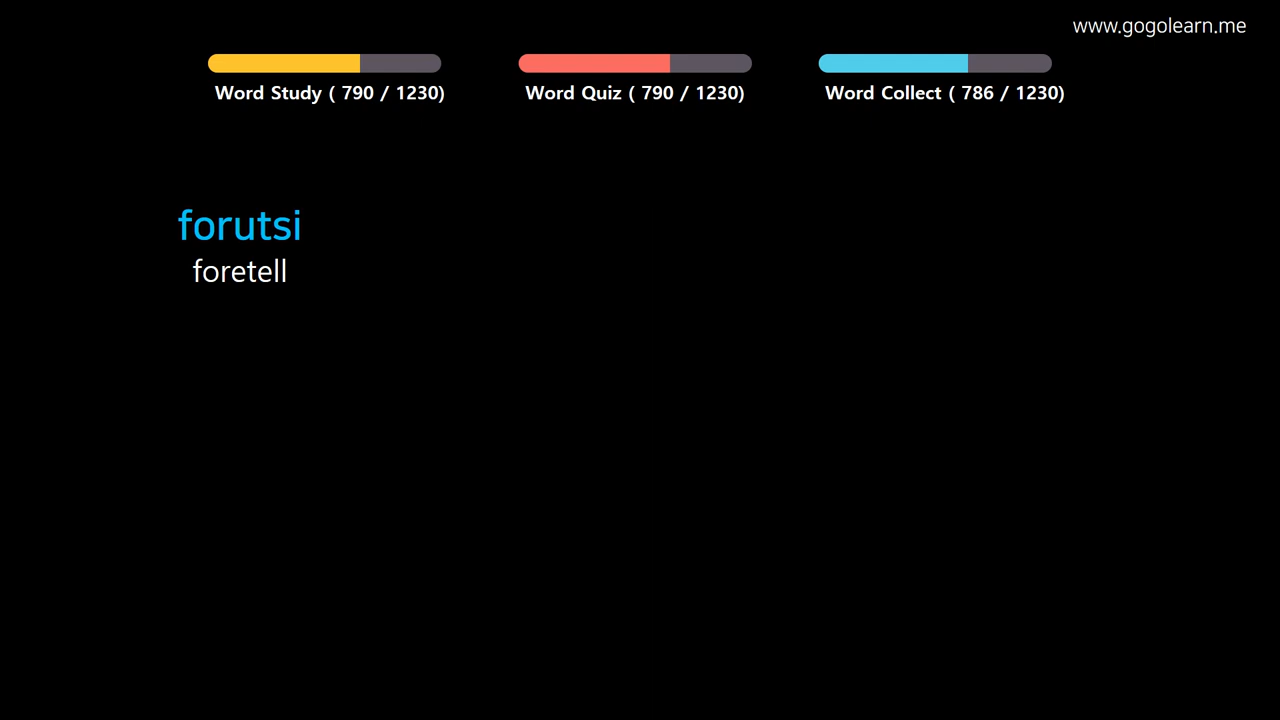 www.gogolearn.me
Word Study ( 790 / 1230)
Word Quiz ( 790 / 1230)
Word Collect ( 786 / 1230)
forutsi
foretell